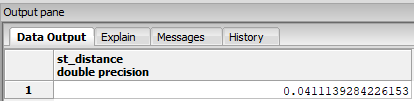 Output pane
Data Output Explain Messages History
st_distance
double precision
1 0.0411139284226153